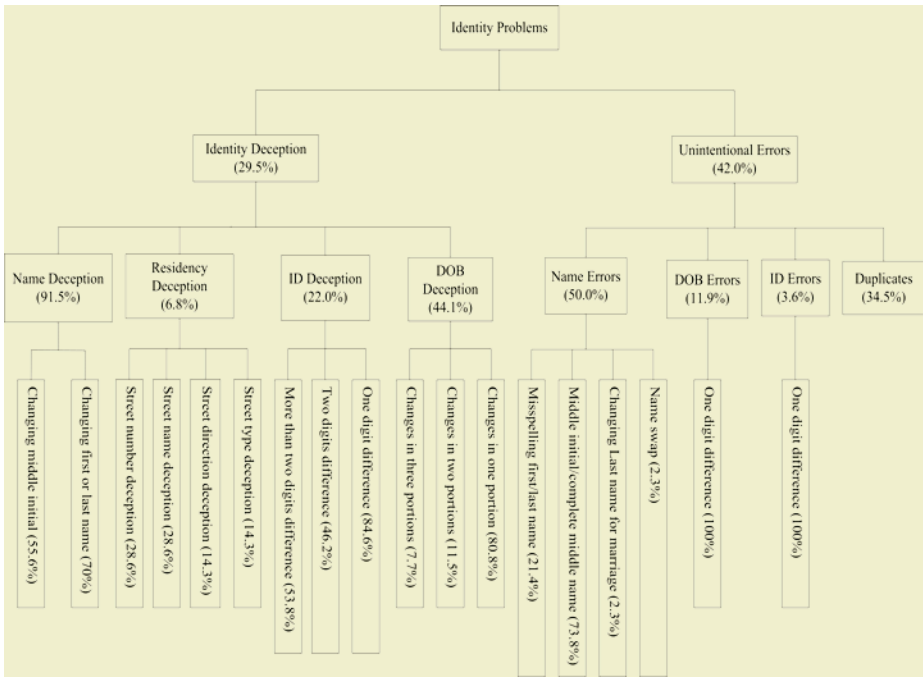 Identity Problems
Identity Deception
(29.5%)
Unintentional Errors
(42.0%)
Name Deception
(91.5%)
Residency
Deception
(6.8%)
ID Deception
(22.0%)
DOB
Deception
(44.1%)
Name Errors
(50.0%)
DOB Errors
(11.9%)
ID Errors
(3.6%)
Duplicates
(34.5%)
Changing middle initial (55.6%)
Changing first or last name (70%)
Street number deception (28.6%)
Street name deception (28.6%)
Street direction deception (14.3%)
Street type deception (14.3%)
More than two digits difference (53.8%)
Two digits difference (46.2%)
One digit difference (84.6%)
Changes in three portions (7.7%)
Changes in two portions (11.5%)
Changes in one portion (80.8%)
Misspelling first/last name (21.4%)
Middle initial/complete middle name (73.8%)
Changing Last name for marriage (2.3%)
Name swap (2.3%)
One digit difference (100%)
One digit difference (100%)